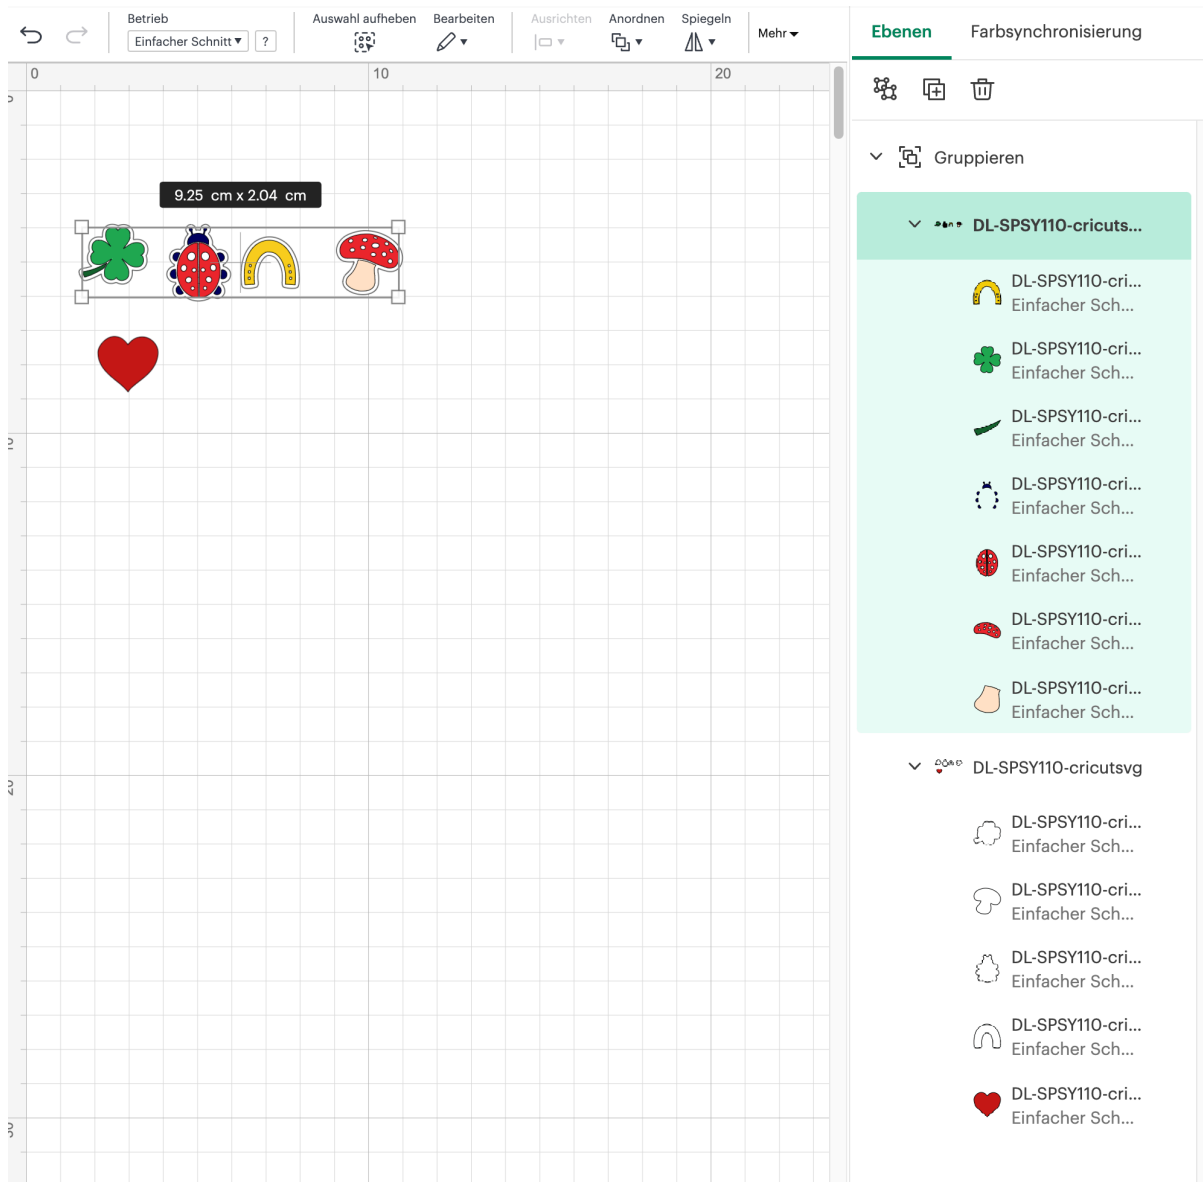 Betrieb
Einfacher Schnitt
?
Auswahl aufheben
Bearbeiten
Ausrichten
Anordnen
Spiegeln
Mehr
Ebenen
Farbsynchronisierung
0
10
20
0
20
9.25 cm x 2.04 cm
Gruppieren
DL-SPSY110-cricuts...
DL-SPSY110-cri...
Einfacher Sch...
DL-SPSY110-cri...
Einfacher Sch...
DL-SPSY110-cri...
Einfacher Sch...
DL-SPSY110-cri...
Einfacher Sch...
DL-SPSY110-cri...
Einfacher Sch...
DL-SPSY110-cri...
Einfacher Sch...
DL-SPSY110-cri...
Einfacher Sch...
DL-SPSY110-cricutsvg
DL-SPSY110-cri...
Einfacher Sch...
DL-SPSY110-cri...
Einfacher Sch...
DL-SPSY110-cri...
Einfacher Sch...
DL-SPSY110-cri...
Einfacher Sch...
DL-SPSY110-cri...
Einfacher Sch...